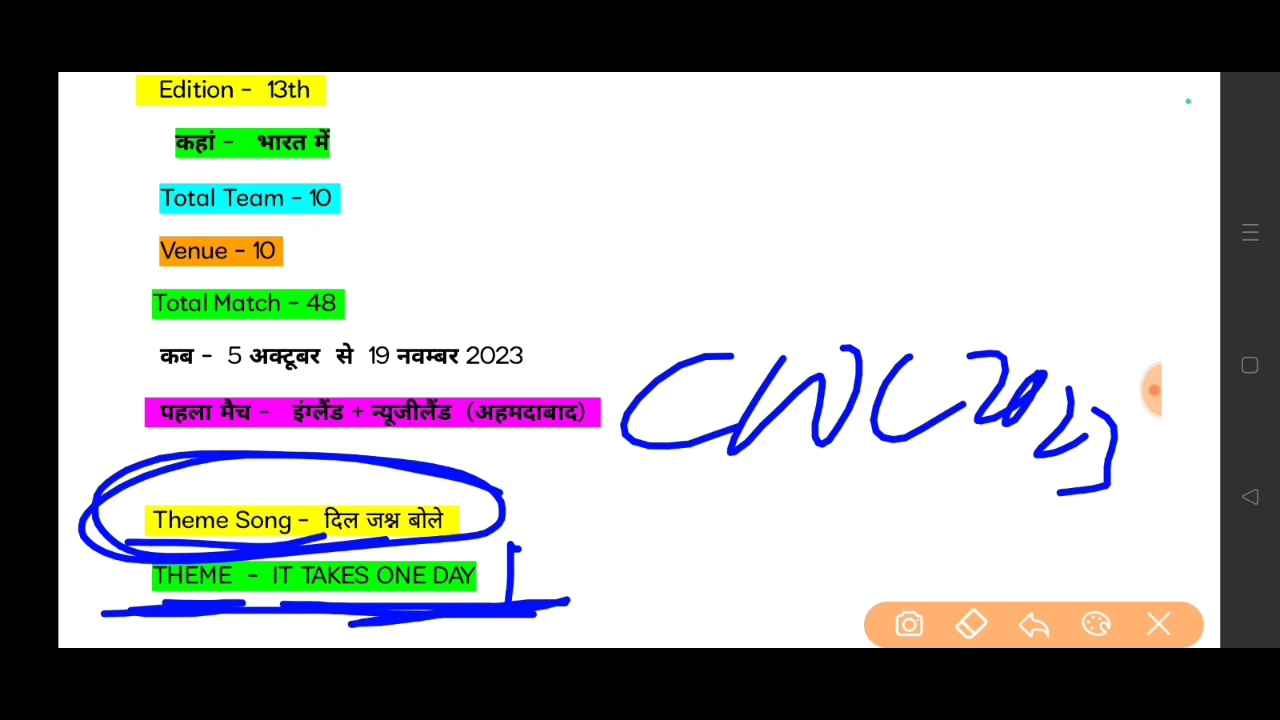 Edition - 13th
कहां - भारत में
Total Team - 10
Venue - 10
Total Match - 48
कब - 5 अक्टूबर से 19 नवम्बर 2023
पहला मैच - इंग्लैंड + न्यूजीलैंड (अहमदाबाद)
CWC 2023
Theme Song - दिल जश्न बोले
THEME - IT TAKES ONE DAY